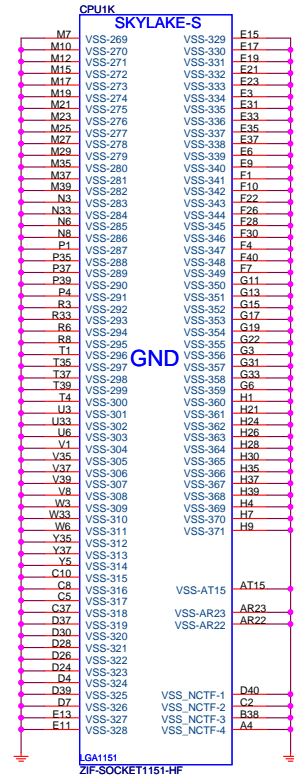 CPU1K
SKYLAKE-S
M7 VSS-269 VSS-329 E15
M10 VSS-270 VSS-330 E17
M12 VSS-271 VSS-331 E19
M15 VSS-272 VSS-332 E21
M17 VSS-273 VSS-333 E23
M19 VSS-274 VSS-334 E3
M21 VSS-275 VSS-335 E31
M23 VSS-276 VSS-336 E33
M25 VSS-277 VSS-337 E35
M27 VSS-278 VSS-338 E37
M29 VSS-279 VSS-339 E6
M35 VSS-280 VSS-340 E9
M37 VSS-281 VSS-341 F1
M39 VSS-282 VSS-342 F10
N3 VSS-283 VSS-343 F22
N33 VSS-284 VSS-344 F26
N6 VSS-285 VSS-345 F28
N8 VSS-286 VSS-346 F30
P1 VSS-287 VSS-347 F4
P35 VSS-288 VSS-348 F40
P37 VSS-289 VSS-349 F7
P39 VSS-290 VSS-350 G11
P4 VSS-291 VSS-351 G13
R3 VSS-292 VSS-352 G15
R33 VSS-293 VSS-353 G17
R6 VSS-294 VSS-354 G19
R8 VSS-295 VSS-355 G22
T1 VSS-296 GND VSS-356 G3
T35 VSS-297 VSS-357 G31
T37 VSS-298 VSS-358 G33
T39 VSS-299 VSS-359 G6
T4 VSS-300 VSS-360 H1
U3 VSS-301 VSS-361 H21
U33 VSS-302 VSS-362 H24
U6 VSS-303 VSS-363 H26
V1 VSS-304 VSS-364 H28
V35 VSS-305 VSS-365 H30
V37 VSS-306 VSS-366 H35
V39 VSS-307 VSS-367 H37
V8 VSS-308 VSS-368 H39
W3 VSS-309 VSS-369 H4
W33 VSS-310 VSS-370 H7
W6 VSS-311 VSS-371 H9
Y35 VSS-312
Y37 VSS-313
Y5 VSS-314
C10 VSS-315
C8 VSS-316 VSS-AT15 AT15
C5 VSS-317
C37 VSS-318 VSS-AR23 AR23
D37 VSS-319 VSS-AR22 AR22
D30 VSS-320
D28 VSS-321
D26 VSS-322
D24 VSS-323
D4 VSS-324
D39 VSS-325 VSS_NCTF-1 D40
D7 VSS-326 VSS_NCTF-2 C2
E13 VSS-327 VSS_NCTF-3 B38
E11 VSS-328 VSS_NCTF-4 A4
LGA1151
ZIF-SOCKET1151-HF